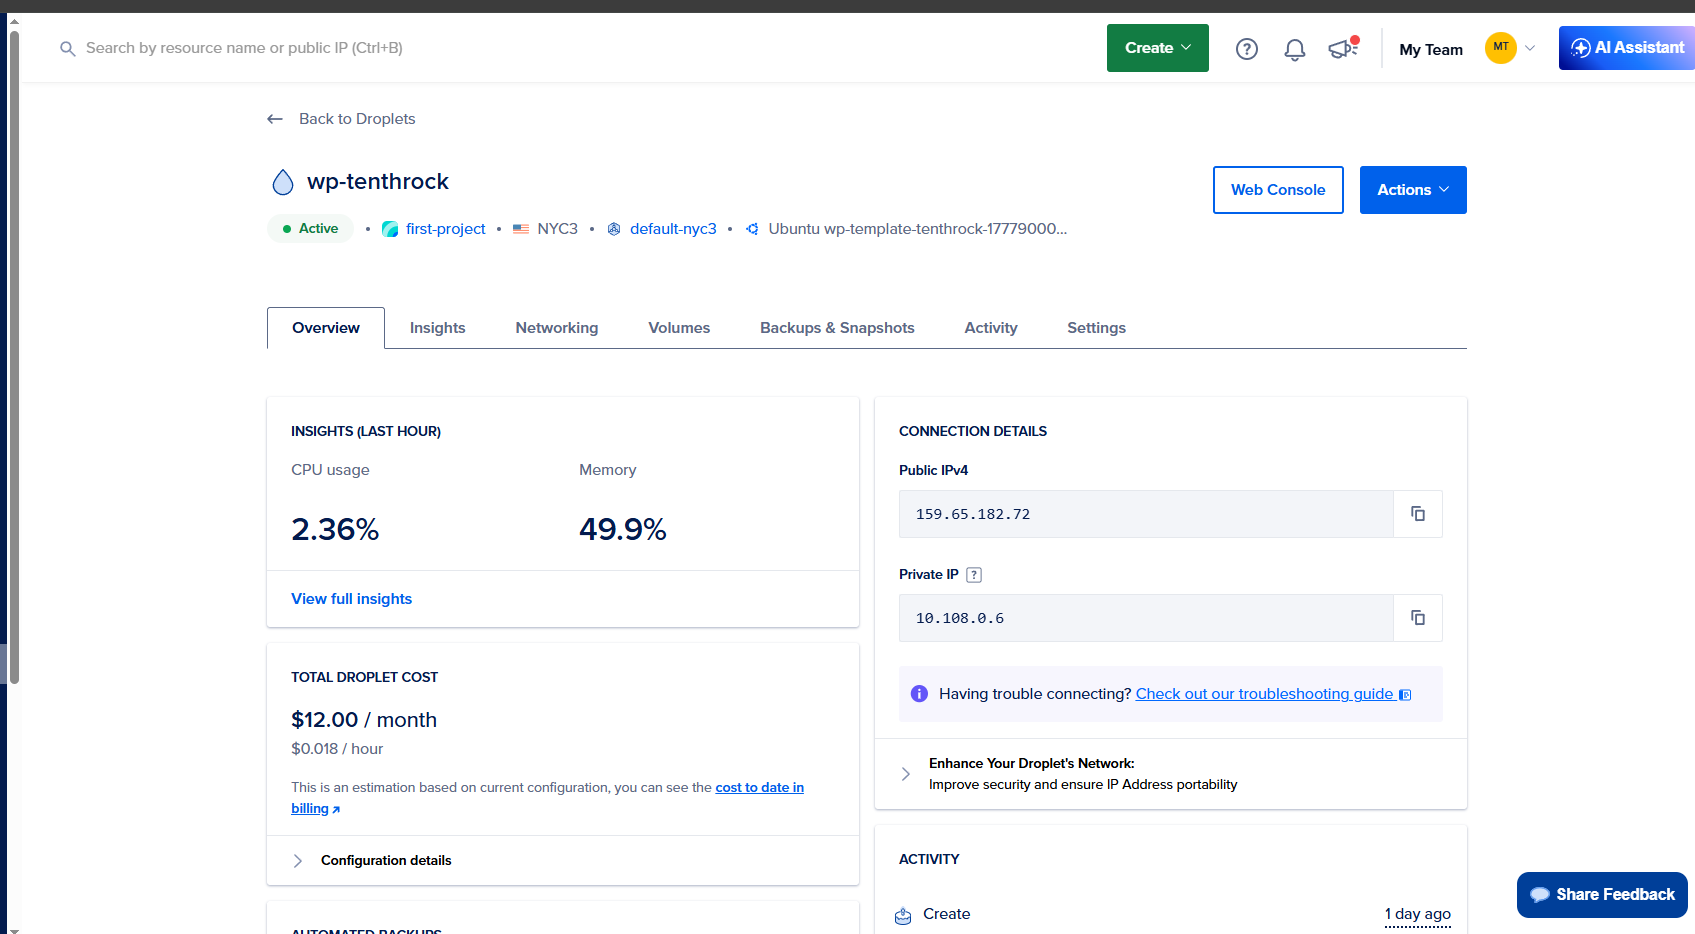 Search by resource name or public IP (Ctrl+B)
Create
My Team
MT
AI Assistant
Back to Droplets
wp-tenthrock
Web Console
Actions
Active • first-project • NYC3 • default-nyc3 • Ubuntu wp-template-tenthrock-17779000...
Overview
Insights
Networking
Volumes
Backups & Snapshots
Activity
Settings
INSIGHTS (LAST HOUR)
CPU usage
Memory
2.36%
49.9%
View full insights
TOTAL DROPLET COST
$12.00 / month
$0.018 / hour
This is an estimation based on current configuration, you can see the cost to date in
billing
Configuration details
AUTOMATED BACKUPS
CONNECTION DETAILS
Public IPv4
159.65.182.72
Private IP ?
10.108.0.6
Having trouble connecting? Check out our troubleshooting guide
Enhance Your Droplet's Network:
Improve security and ensure IP Address portability
ACTIVITY
Create
1 day ago
Share Feedback